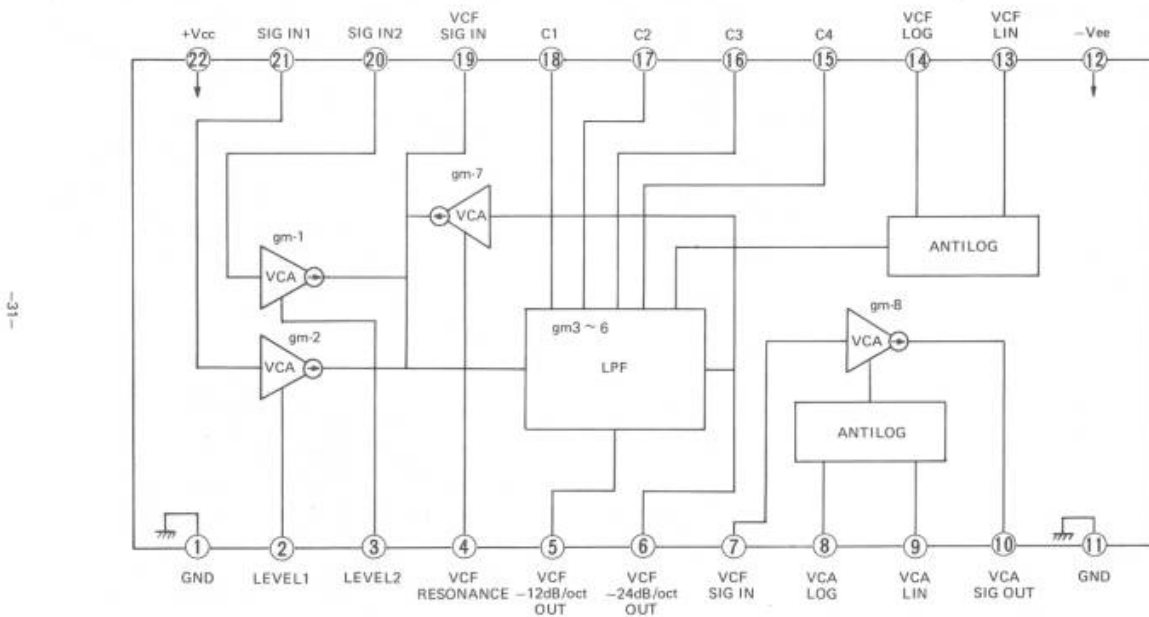 +Vcc
SIG IN1
SIG IN2
VCF
SIG IN
C1
C2
C3
C4
VCF
LOG
VCF
LIN
−Vee
22
21
20
19
18
17
16
15
14
13
12
gm-7
VCA
gm-1
VCA
gm-2
VCA
ANTILOG
gm3 ~ 6
LPF
gm-8
VCA
ANTILOG
−31−
1
2
3
4
5
6
7
8
9
10
11
GND
LEVEL1
LEVEL2
VCF
RESONANCE
VCF
−12dB/oct
OUT
VCF
−24dB/oct
OUT
VCF
SIG IN
VCA
LOG
VCA
LIN
VCA
SIG OUT
GND